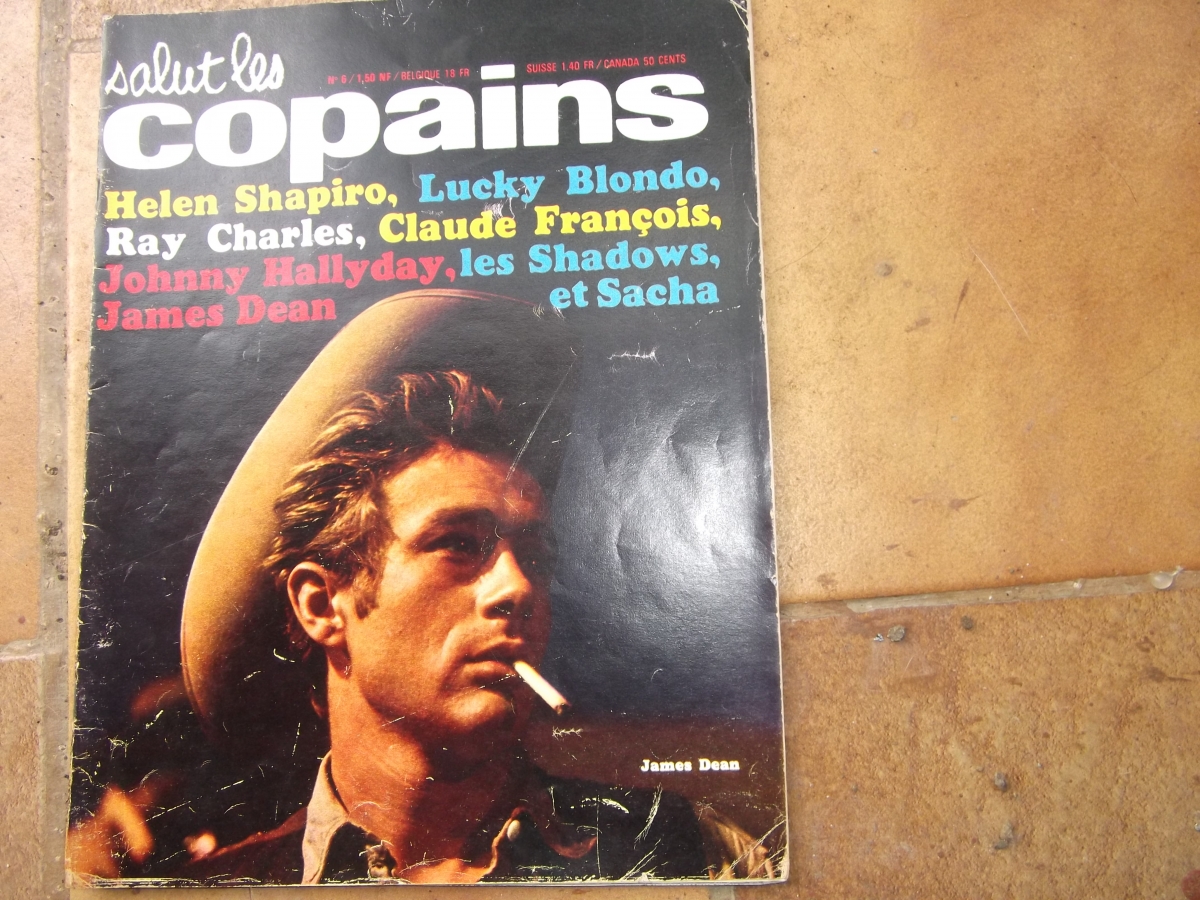 salut les
N° 6 / 1,50 NF / BELGIQUE 18 FR SUISSE 1,40 FR / CANADA 50 CENTS
copains
Helen Shapiro, Lucky Blondo,
Ray Charles, Claude François,
Johnny Hallyday, les Shadows,
James Dean et Sacha
James Dean